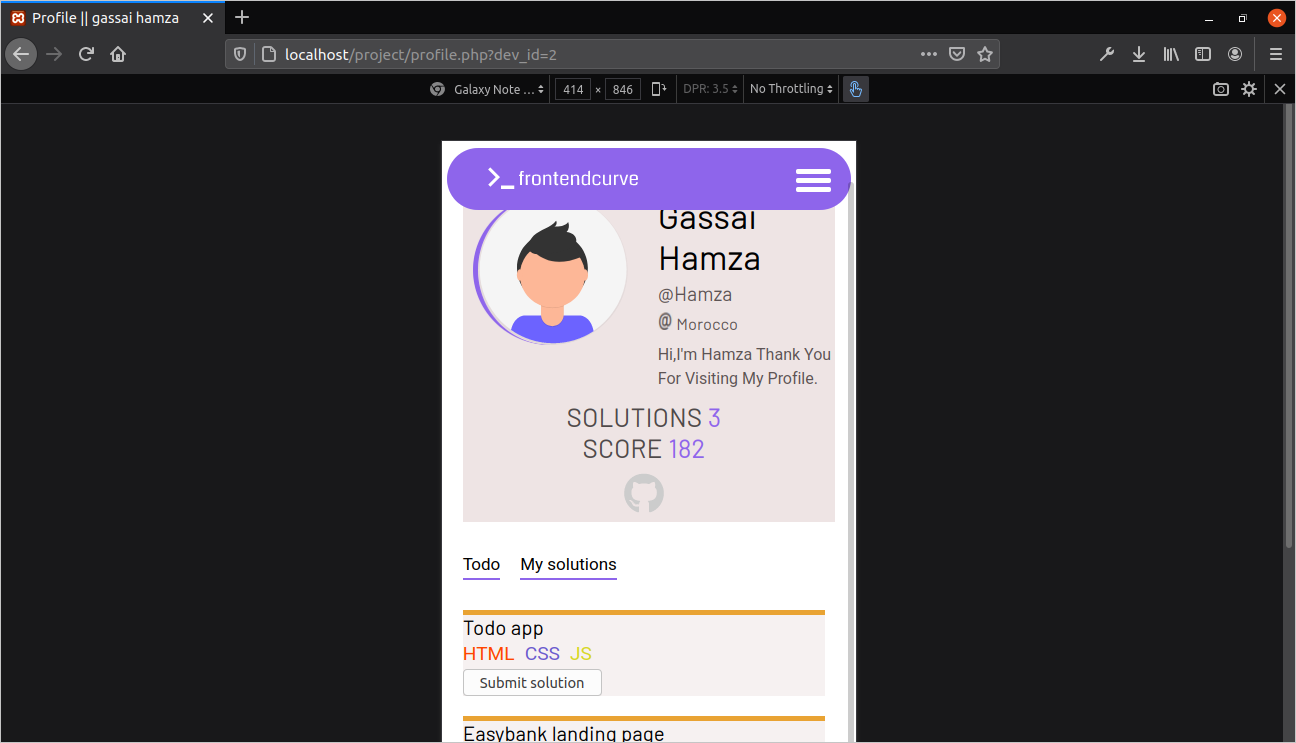 Profile || gassai hamza
localhost/project/profile.php?dev_id=2
Galaxy Note ... 414 × 846 DPR: 3.5 No Throttling
frontendcurve
Gassai
Hamza
@Hamza
@ Morocco
Hi,I'm Hamza Thank You
For Visiting My Profile.
SOLUTIONS 3
SCORE 182
Todo My solutions
Todo app
HTML CSS JS
Submit solution
Easybank landing page